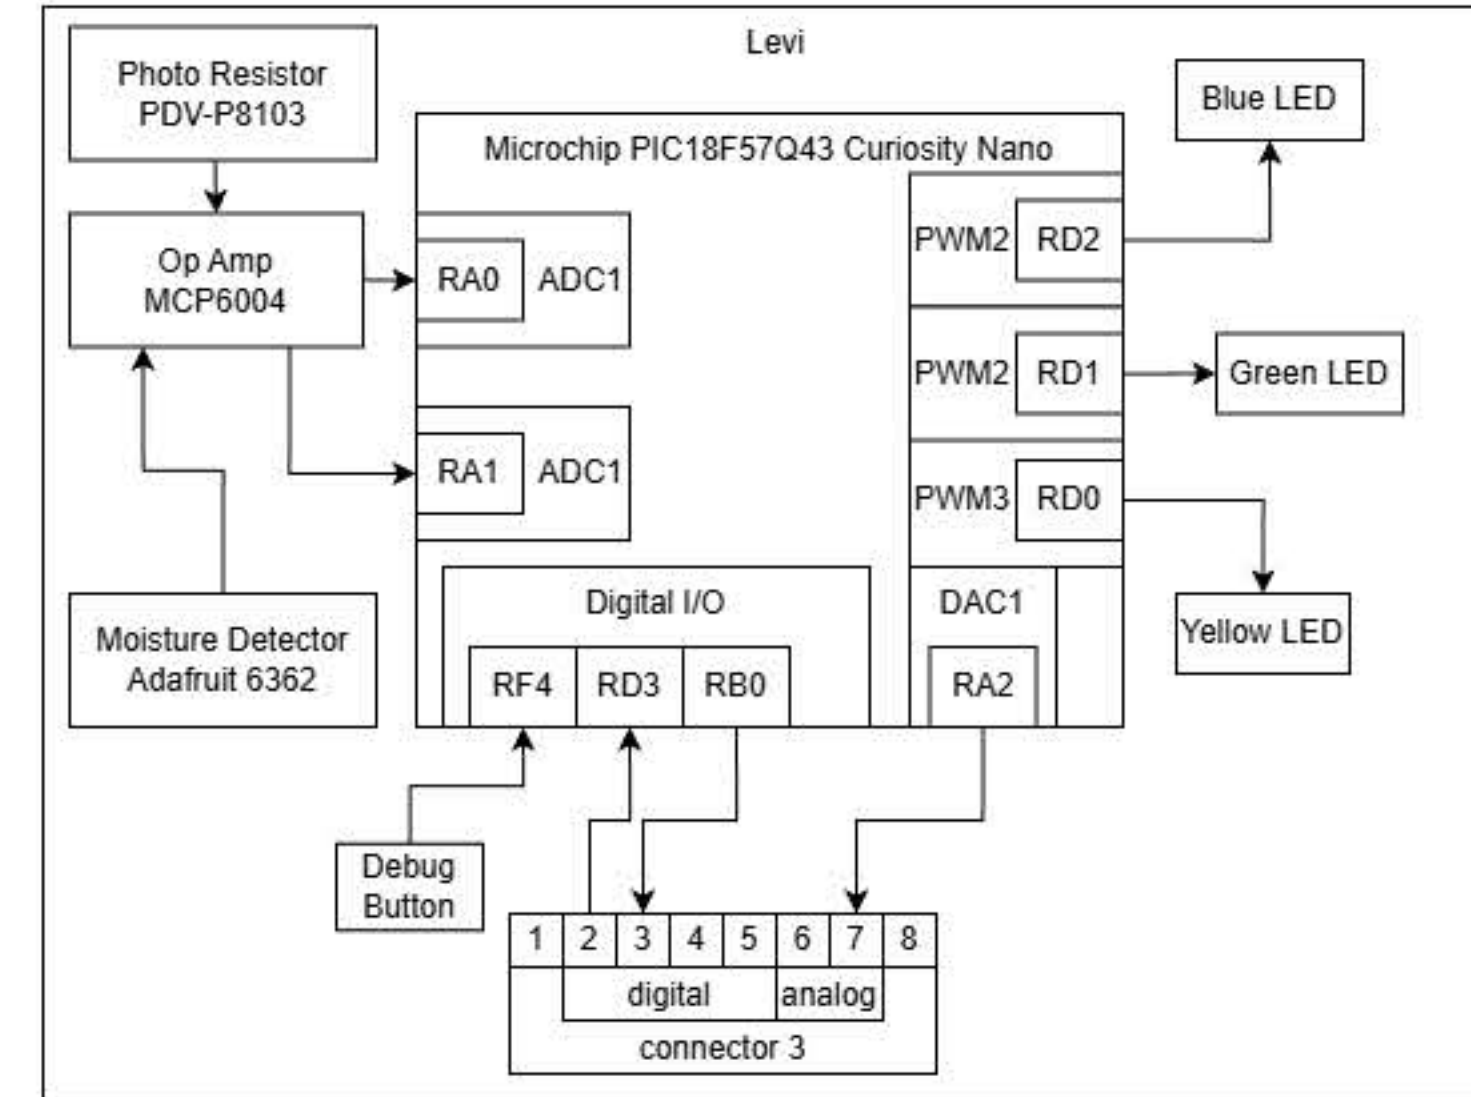 Levi
Photo Resistor
PDV-P8103
Op Amp
MCP6004
Moisture Detector
Adafruit 6362
Microchip PIC18F57Q43 Curiosity Nano
RA0 ADC1
RA1 ADC1
PWM2 RD2
PWM2 RD1
PWM3 RD0
Blue LED
Green LED
Yellow LED
Digital I/O
RF4 RD3 RB0
DAC1
RA2
Debug
Button
1 2 3 4 5 6 7 8
digital analog
connector 3